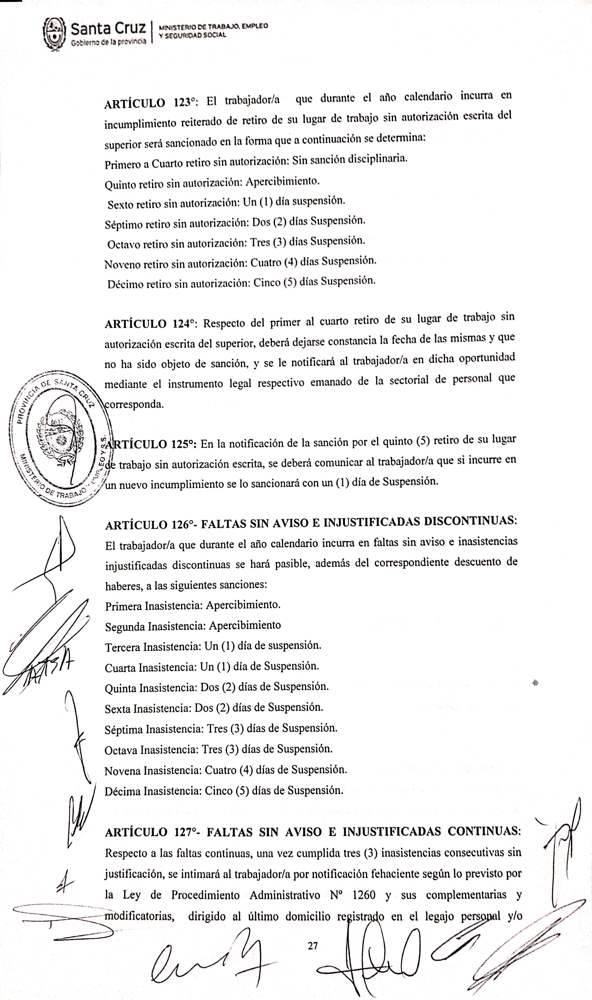 Santa Cruz
Gobierno de la provincia
MINISTERIO DE TRABAJO, EMPLEO
Y SEGURIDAD SOCIAL
ARTÍCULO 123º: El trabajador/a que durante el año calendario incurra en
incumplimiento reiterado de retiro de su lugar de trabajo sin autorización escrita del
superior será sancionado en la forma que a continuación se determina:
Primero a Cuarto retiro sin autorización: Sin sanción disciplinaria.
Quinto retiro sin autorización: Apercibimiento.
Sexto retiro sin autorización: Un (1) día suspensión.
Séptimo retiro sin autorización: Dos (2) días Suspensión.
Octavo retiro sin autorización: Tres (3) días Suspensión.
Noveno retiro sin autorización: Cuatro (4) días Suspensión.
Décimo retiro sin autorización: Cinco (5) días Suspensión.
ARTÍCULO 124º: Respecto del primer al cuarto retiro de su lugar de trabajo sin
autorización escrita del superior, deberá dejarse constancia la fecha de las mismas y que
no ha sido objeto de sanción, y se le notificará al trabajador/a en dicha oportunidad
mediante el instrumento legal respectivo emanado de la sectorial de personal que
corresponda.
PROVINCIA DE SANTA CRUZ
MINISTERIO DE TRABAJO, EMPLEO Y S.S.
ARTÍCULO 125º: En la notificación de la sanción por el quinto (5) retiro de su lugar
de trabajo sin autorización escrita, se deberá comunicar al trabajador/a que si incurre en
un nuevo incumplimiento se lo sancionará con un (1) día de Suspensión.
ARTÍCULO 126º- FALTAS SIN AVISO E INJUSTIFICADAS DISCONTINUAS:
El trabajador/a que durante el año calendario incurra en faltas sin aviso e inasistencias
injustificadas discontinuas se hará pasible, además del correspondiente descuento de
haberes, a las siguientes sanciones:
Primera Inasistencia: Apercibimiento.
Segunda Inasistencia: Apercibimiento
Tercera Inasistencia: Un (1) día de suspensión.
Cuarta Inasistencia: Un (1) día de Suspensión.
Quinta Inasistencia: Dos (2) días de Suspensión.
Sexta Inasistencia: Dos (2) días de Suspensión.
Séptima Inasistencia: Tres (3) días de Suspensión.
Octava Inasistencia: Tres (3) días de Suspensión.
Novena Inasistencia: Cuatro (4) días de Suspensión.
Décima Inasistencia: Cinco (5) días de Suspensión.
ARTÍCULO 127º- FALTAS SIN AVISO E INJUSTIFICADAS CONTINUAS:
Respecto a las faltas continuas, una vez cumplida tres (3) inasistencias consecutivas sin
justificación, se intimará al trabajador/a por notificación fehaciente según lo previsto por
la Ley de Procedimiento Administrativo Nº 1260 y sus complementarias y
modificatorias, dirigido al último domicilio registrado en el legajo personal y/o
27